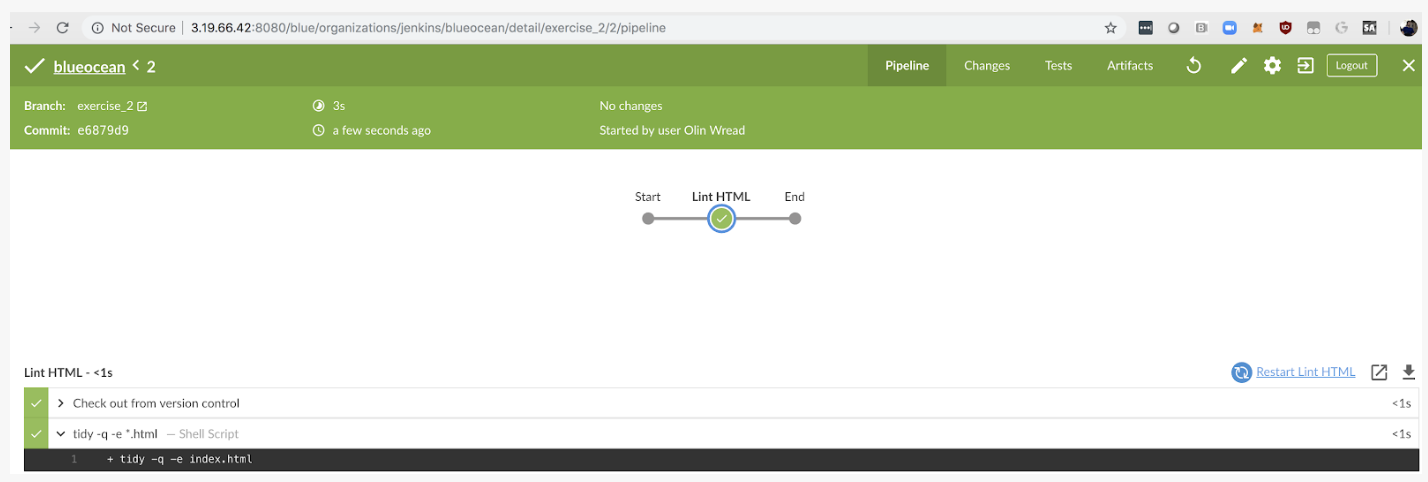 Not Secure | 3.19.66.42:8080/blue/organizations/jenkins/blueocean/detail/exercise_2/2/pipeline
blueocean < 2 Pipeline Changes Tests Artifacts Logout
Branch: exercise_2 3s No changes
Commit: e6879d9 a few seconds ago Started by user Olin Wread
Start Lint HTML End
Lint HTML - <1s Restart Lint HTML
Check out from version control <1s
tidy -q -e *.html — Shell Script <1s
1 + tidy -q -e index.html